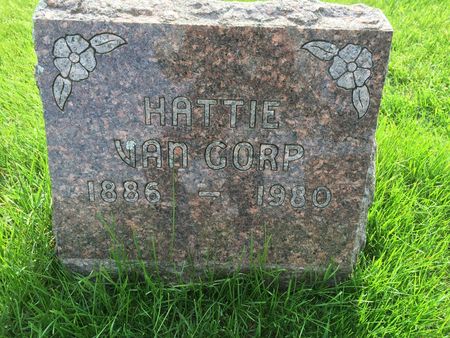 HATTIE
VAN GORP
1886 – 1980